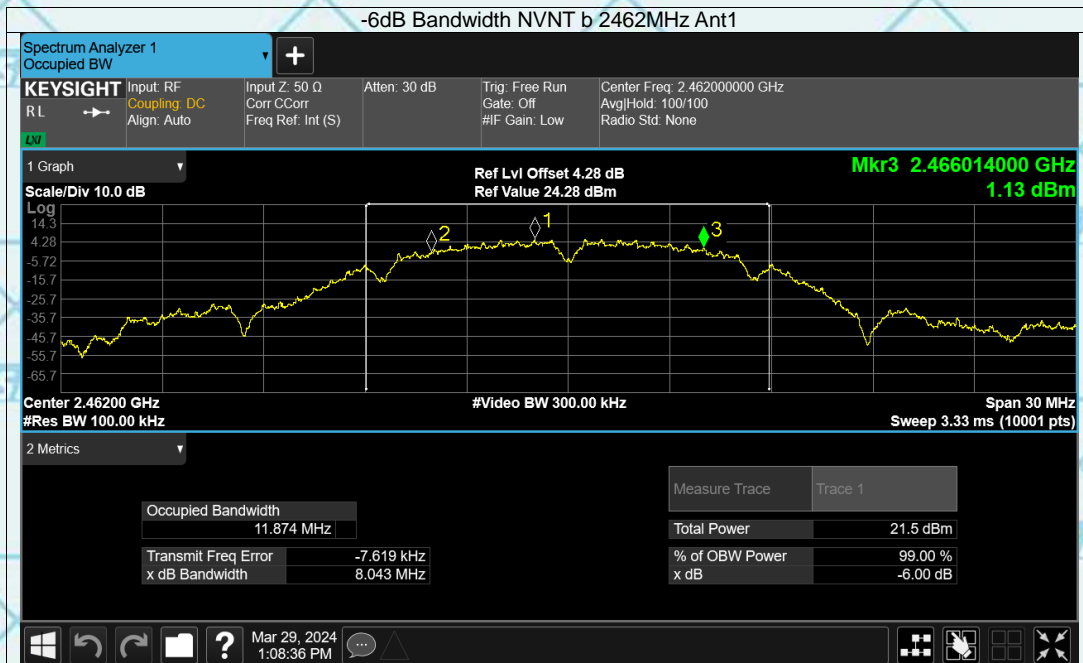 -6dB Bandwidth NVNT b 2462MHz Ant1
Spectrum Analyzer 1
Occupied BW
+
KEYSIGHT
R L
LXI
Input: RF
Coupling: DC
Align: Auto
Input Z: 50 Ω
Corr CCorr
Freq Ref: Int (S)
Atten: 30 dB
Trig: Free Run
Gate: Off
#IF Gain: Low
Center Freq: 2.462000000 GHz
Avg|Hold: 100/100
Radio Std: None
1 Graph
Scale/Div 10.0 dB
Ref Lvl Offset 4.28 dB
Ref Value 24.28 dBm
Mkr3 2.466014000 GHz
1.13 dBm
Log
14.3
4.28
-5.72
-15.7
-25.7
-35.7
-45.7
-55.7
-65.7
2
1
3
Center 2.46200 GHz
#Res BW 100.00 kHz
#Video BW 300.00 kHz
Span 30 MHz
Sweep 3.33 ms (10001 pts)
2 Metrics
Measure Trace Trace 1
Occupied Bandwidth
11.874 MHz
Total Power 21.5 dBm
Transmit Freq Error -7.619 kHz
x dB Bandwidth 8.043 MHz
% of OBW Power 99.00 %
x dB -6.00 dB
?
Mar 29, 2024
1:08:36 PM